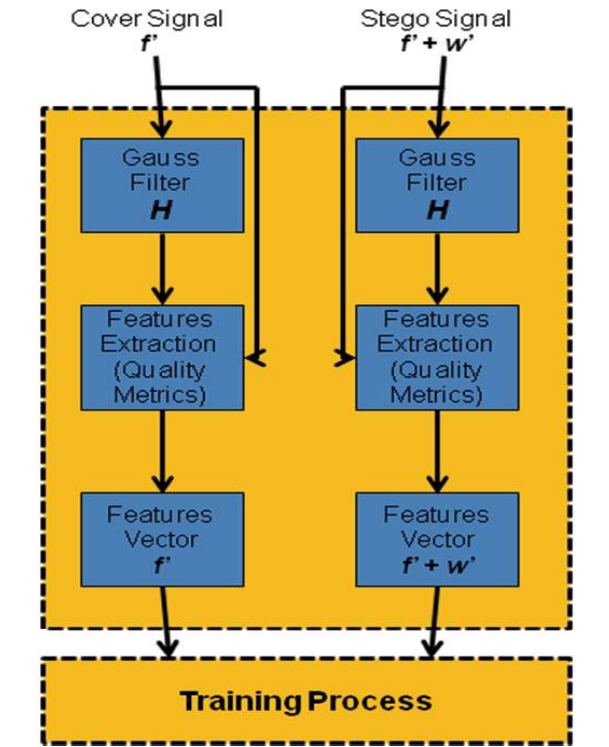 Cover Signal
f'
Stego Signal
f' + w'
Gauss
Filter
H
Gauss
Filter
H
Features
Extraction
(Quality
Metrics)
Features
Extraction
(Quality
Metrics)
Features
Vector
f'
Features
Vector
f' + w'
Training Process